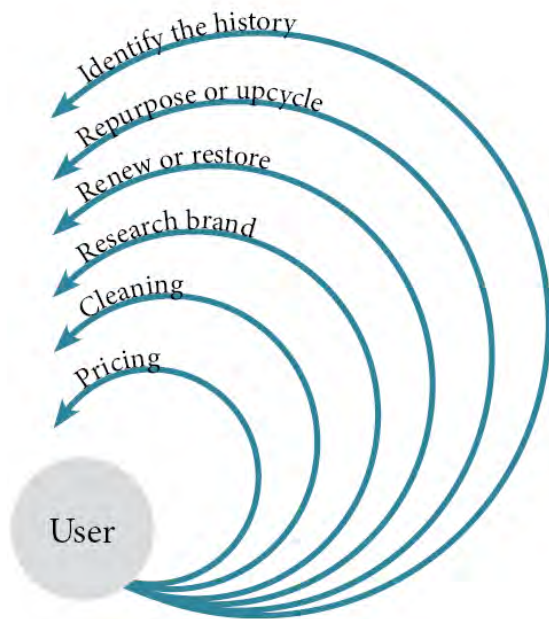 Identify the history
Repurpose or upcycle
Renew or restore
Research brand
Cleaning
Pricing
User